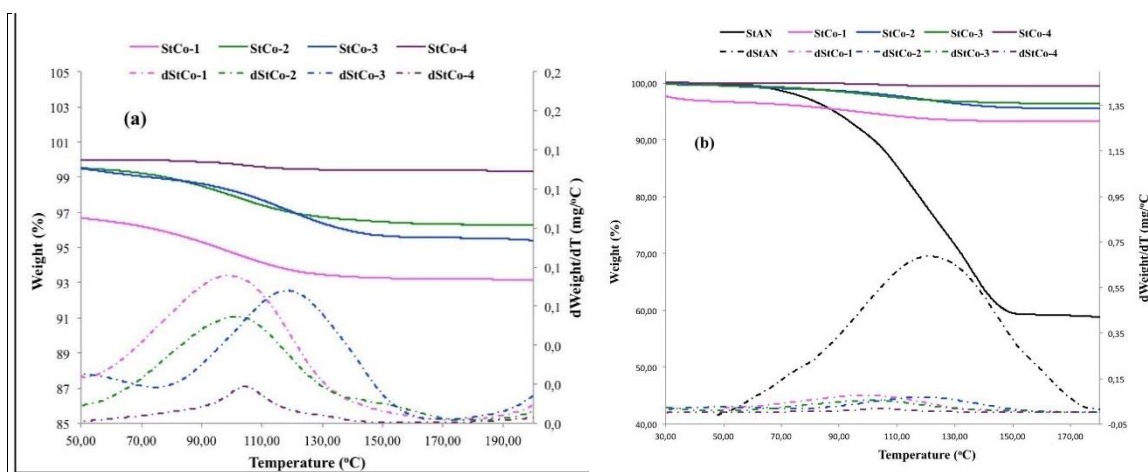 StCo-1 StCo-2 StCo-3 StCo-4
dStCo-1 dStCo-2 dStCo-3 dStCo-4
(a)
105
103
101
99
97
95
93
91
89
87
85
Weight (%)
0,2
0,2
0,1
0,1
0,1
0,1
0,1
0,0
0,0
0,0
dWeight/dT (mg/ºC)
50,00 70,00 90,00 110,00 130,00 150,00 170,00 190,00
Temperature (ºC)
StAN StCo-1 StCo-2 StCo-3 StCo-4
dStAN dStCo-1 dStCo-2 dStCo-3 dStCo-4
(b)
100,00
90,00
80,00
70,00
60,00
50,00
40,00
Weight (%)
1,35
1,15
0,95
0,75
0,55
0,35
0,15
-0,05
dWeight/dT (mg/ºC)
30,00 50,00 70,00 90,00 110,00 130,00 150,00 170,00
Temperature (ºC)